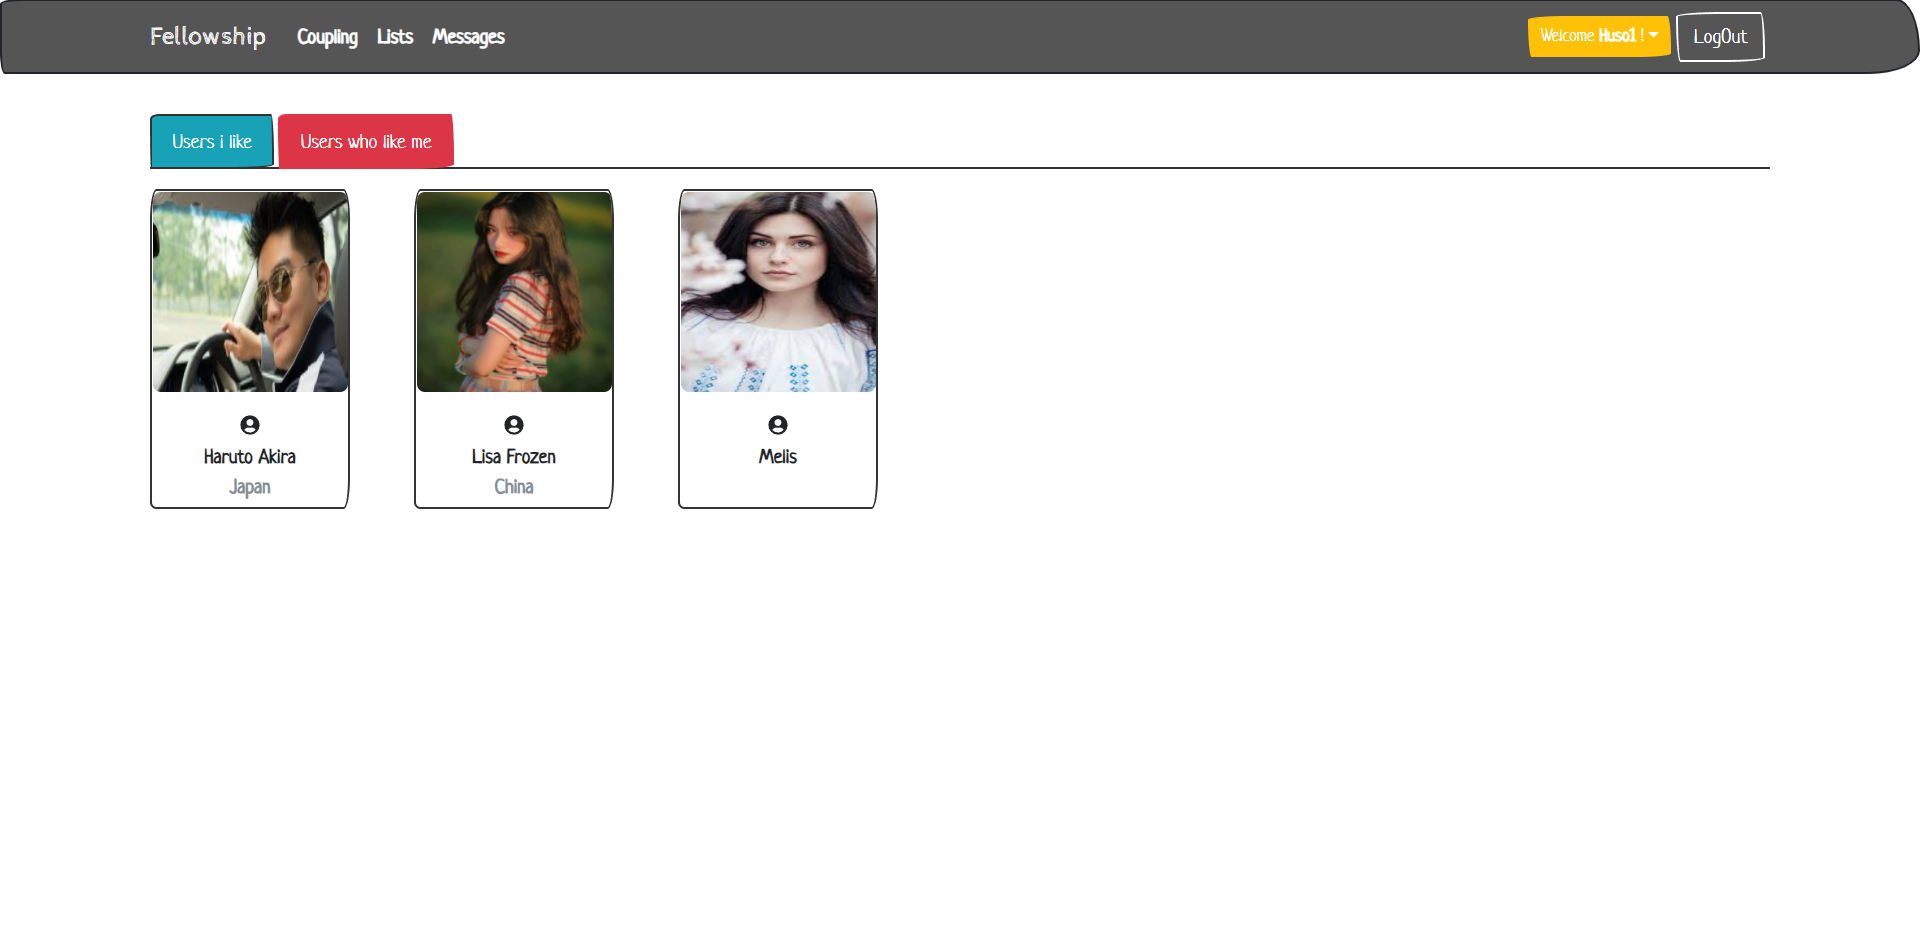 Fellowship Coupling Lists Messages Welcome Huso1 ! LogOut
Users i like Users who like me
Haruto Akira
Japan
Lisa Frozen
China
Melis